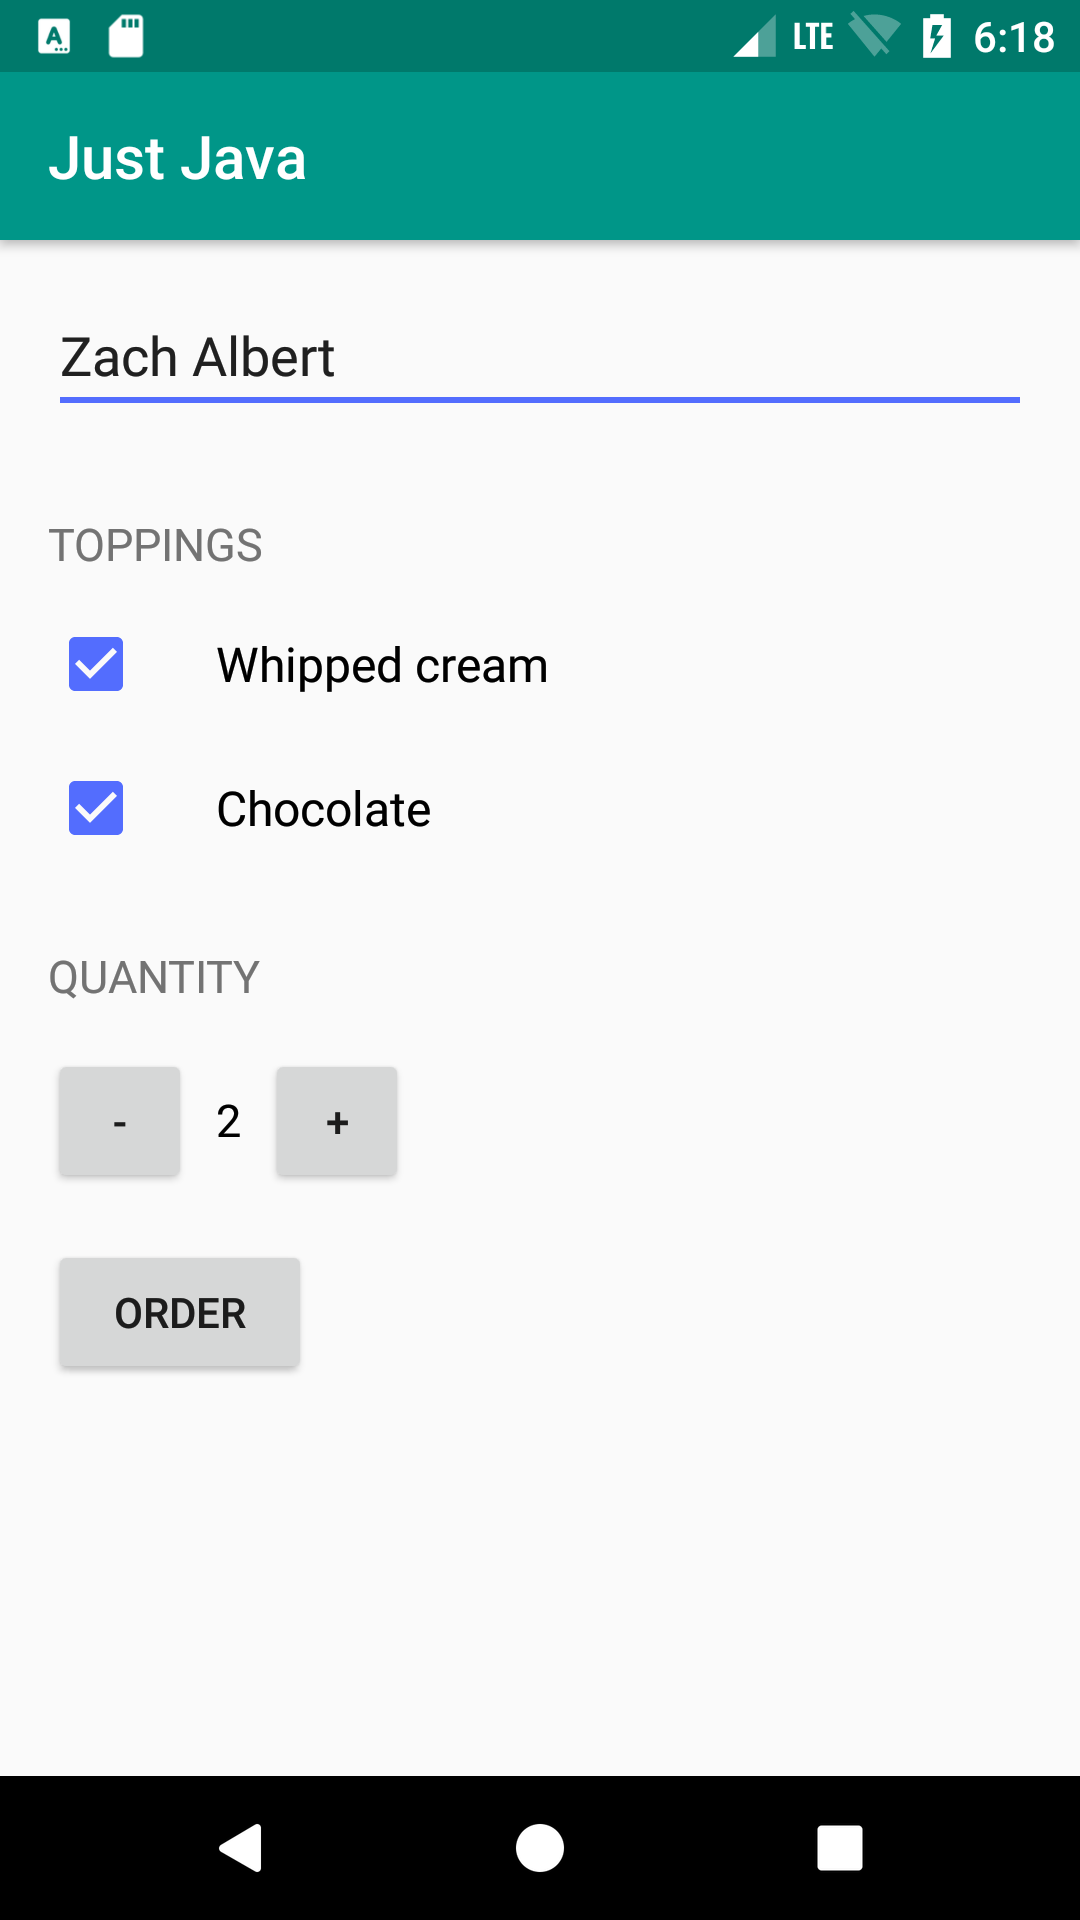 LTE 6:18
Just Java
Zach Albert
TOPPINGS
Whipped cream
Chocolate
QUANTITY
- 2 +
ORDER